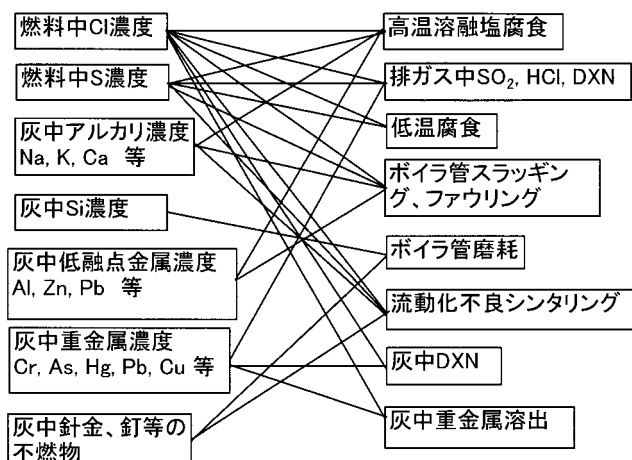 燃料中Cl濃度
燃料中S濃度
灰中アルカリ濃度
Na, K, Ca 等
灰中Si濃度
灰中低融点金属濃度
Al, Zn, Pb 等
灰中重金属濃度
Cr, As, Hg, Pb, Cu 等
灰中針金、釘等の
不燃物
高温溶融塩腐食
排ガス中SO₂, HCl, DXN
低温腐食
ボイラ管スラッギン
グ、ファウリング
ボイラ管磨耗
流動化不良シンタリング
灰中DXN
灰中重金属溶出